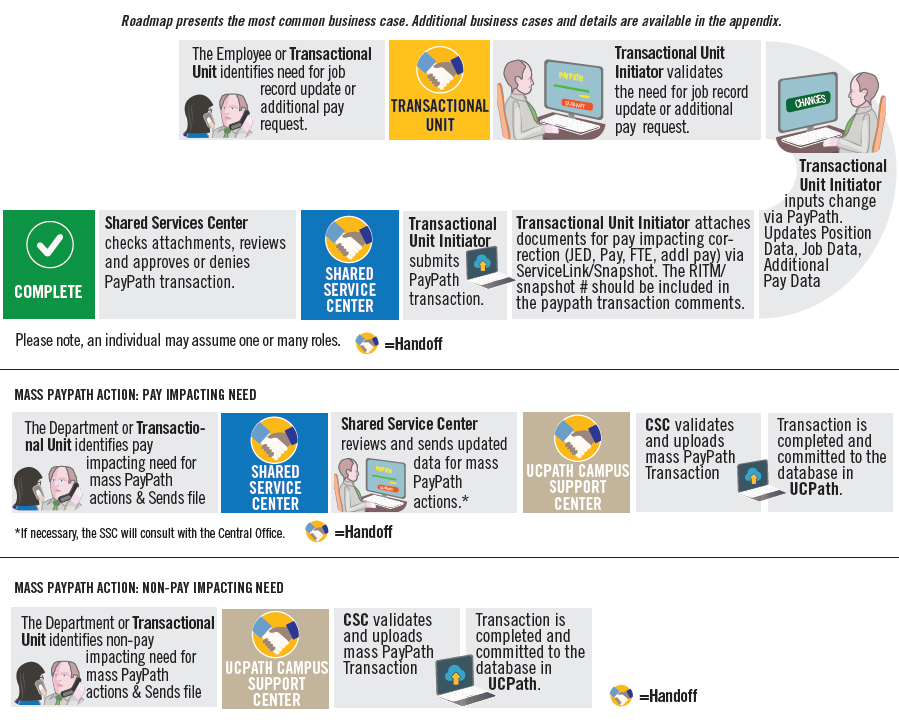 Roadmap presents the most common business case. Additional business cases and details are available in the appendix.
The Employee or Transactional
Unit identifies need for job
record update or
additional pay
request.
TRANSACTIONAL
UNIT
PAYPATH
SUBMIT
Transactional Unit
Initiator validates
the need for job record
update or additional
pay request.
CHANGES
Transactional
Unit Initiator
inputs change
via PayPath.
Updates Position
Data, Job Data,
Additional
Pay Data
Transactional Unit Initiator attaches
documents for pay impacting cor-
rection (JED, Pay, FTE, addl pay) via
ServiceLink/Snapshot. The RITM/
snapshot # should be included in
the paypath transaction comments.
Transactional
Unit Initiator
submits
PayPath
transaction.
SHARED
SERVICE
CENTER
Shared Services Center
checks attachments, reviews
and approves or denies
PayPath transaction.
COMPLETE
Please note, an individual may assume one or many roles.
=Handoff
MASS PAYPATH ACTION: PAY IMPACTING NEED
The Department or Transactio-
nal Unit identifies pay
impacting need for
mass PayPath
actions & Sends file
SHARED
SERVICE
CENTER
Shared Service Center
reviews and sends updated
data for mass
PayPath
actions.*
PAYPATH
SUBMIT
UCPATH CAMPUS
SUPPORT
CENTER
CSC validates
and uploads
mass PayPath
Transaction
Transaction is
completed and
committed to the
database in
UCPath.
*If necessary, the SSC will consult with the Central Office.
=Handoff
MASS PAYPATH ACTION: NON-PAY IMPACTING NEED
The Department or Transactional
Unit identifies non-pay
impacting need for
mass PayPath
actions & Sends file
UCPATH CAMPUS
SUPPORT
CENTER
CSC validates
and uploads
mass PayPath
Transaction
Transaction is
completed and
committed to the
database in
UCPath.
=Handoff